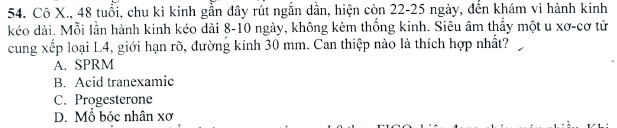 54. Cô X., 48 tuổi, chu kì kinh gần đây rút ngắn dần, hiện còn 22-25 ngày, đến khám vì hành kinh
kéo dài. Mỗi lần hành kinh kéo dài 8-10 ngày, không kèm thống kinh. Siêu âm thấy một u xơ-cơ tử
cung xếp loại L4, giới hạn rõ, đường kính 30 mm. Can thiệp nào là thích hợp nhất?
A. SPRM
B. Acid tranexamic
C. Progesterone
D. Mổ bóc nhân xơ